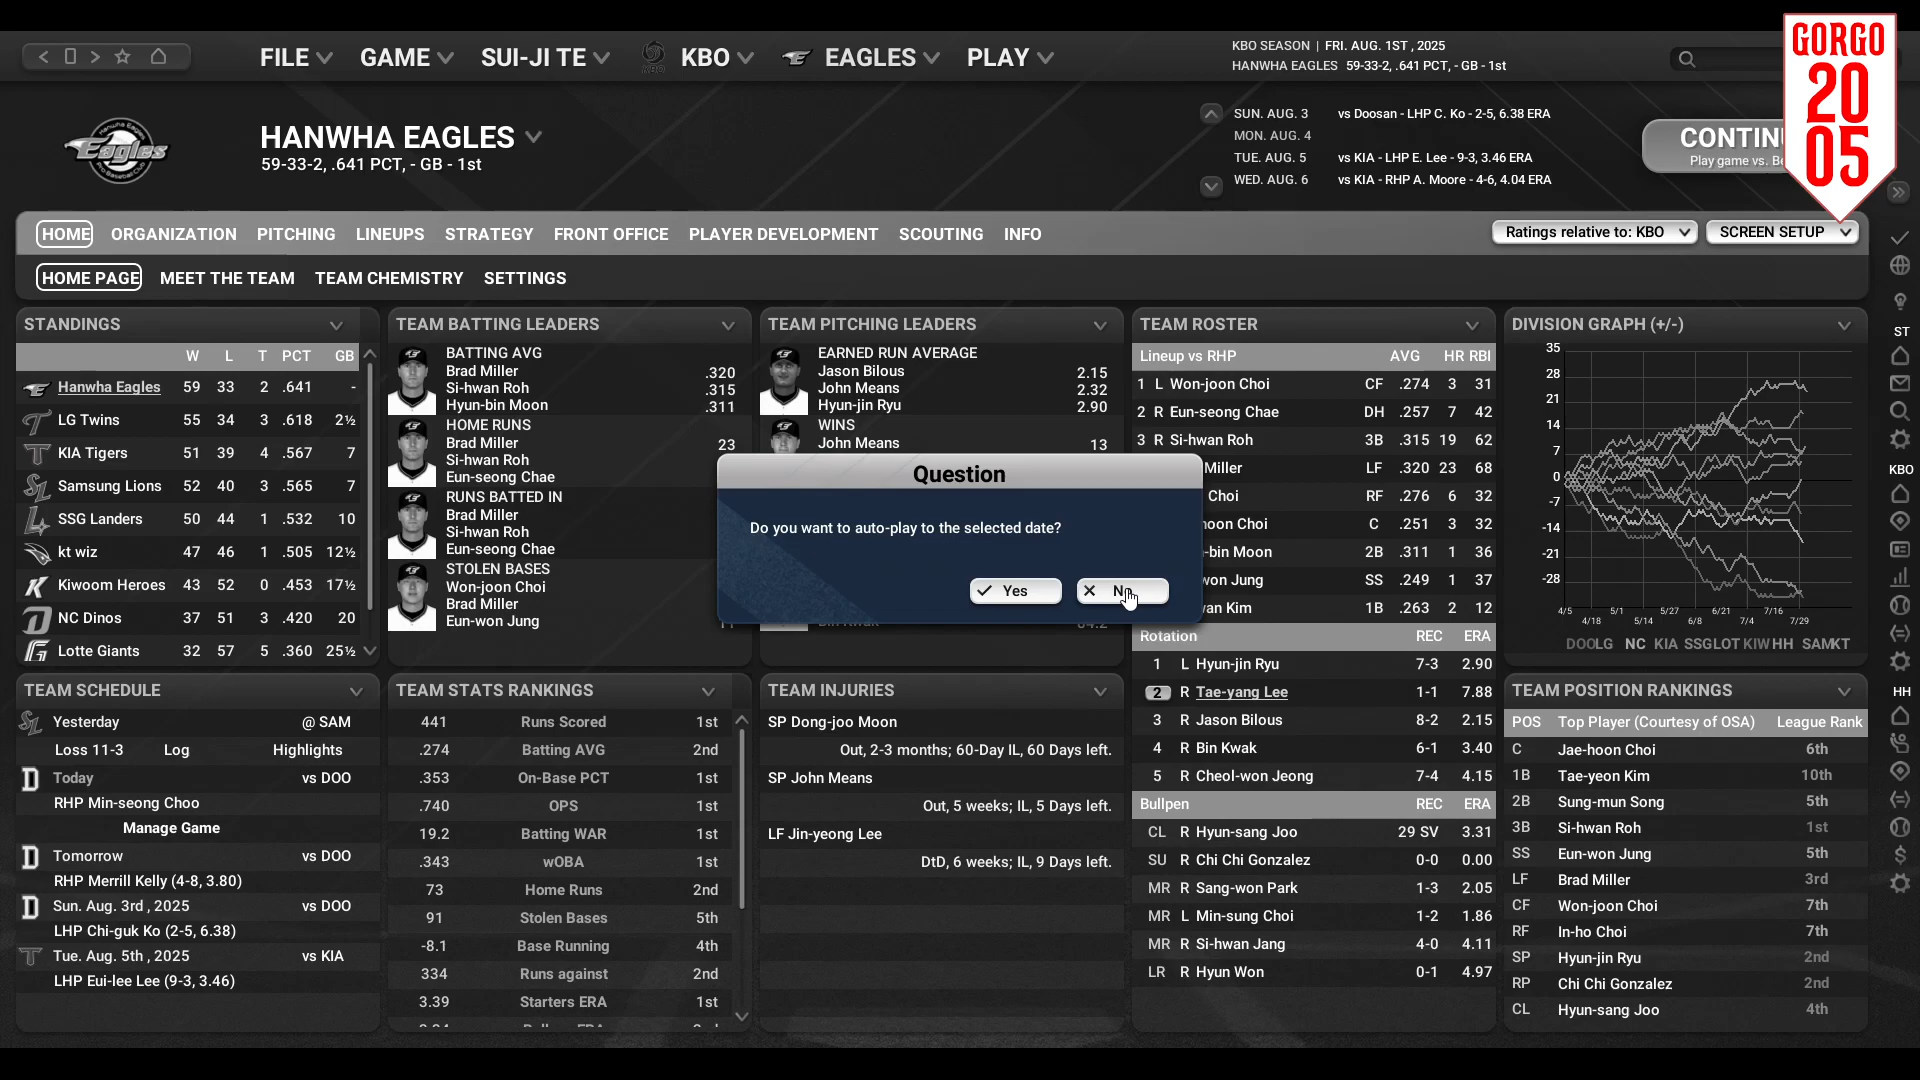 FILE GAME SUI-JI TE KBO EAGLES PLAY
KBO SEASON | FRI. AUG. 1ST , 2025
HANWHA EAGLES 59-33-2, .641 PCT, - GB - 1st
GORGO
20
05
HANWHA EAGLES
59-33-2, .641 PCT, - GB - 1st
Eagles
SUN. AUG. 3 vs Doosan - LHP C. Ko - 2-5, 6.38 ERA
MON. AUG. 4
TUE. AUG. 5 vs KIA - LHP E. Lee - 9-3, 3.46 ERA
WED. AUG. 6 vs KIA - RHP A. Moore - 4-6, 4.04 ERA
Play game vs.
HOME ORGANIZATION PITCHING LINEUPS STRATEGY FRONT OFFICE PLAYER DEVELOPMENT SCOUTING INFO
Ratings relative to: KBO SCREEN SETUP
HOME PAGE MEET THE TEAM TEAM CHEMISTRY SETTINGS
STANDINGS
W L T PCT GB
Hanwha Eagles 59 33 2 .641 -
LG Twins 55 34 3 .618 2½
KIA Tigers 51 39 4 .567 7
Samsung Lions 52 40 3 .565 7
SSG Landers 50 44 1 .532 10
kt wiz 47 46 1 .505 12½
Kiwoom Heroes 43 52 0 .453 17½
NC Dinos 37 51 3 .420 20
Lotte Giants 32 57 5 .360 25½
TEAM BATTING LEADERS
BATTING AVG
Brad Miller .320
Si-hwan Roh .315
Hyun-bin Moon .311
HOME RUNS
Brad Miller 23
Si-hwan Roh
Eun-seong Chae
RUNS BATTED IN
Brad Miller
Si-hwan Roh
Eun-seong Chae
STOLEN BASES
Won-joon Choi
Brad Miller
Eun-won Jung
TEAM PITCHING LEADERS
EARNED RUN AVERAGE
Jason Bilous 2.15
John Means 2.32
Hyun-jin Ryu 2.90
WINS
John Means 13
Question
Do you want to auto-play to the selected date?
Yes
TEAM ROSTER
Lineup vs RHP AVG HR RBI
1 L Won-joon Choi CF .274 3 31
2 R Eun-seong Chae DH .257 7 42
3 R Si-hwan Roh 3B .315 19 62
Miller LF .320 23 68
Choi RF .276 6 32
hoon Choi C .251 3 32
-bin Moon 2B .311 1 36
won Jung SS .249 1 37
Kim 1B .263 2 12
Rotation REC ERA
1 L Hyun-jin Ryu 7-3 2.90
2 R Tae-yang Lee 1-1 7.88
3 R Jason Bilous 8-2 2.15
4 R Bin Kwak 6-1 3.40
5 R Cheol-won Jeong 7-4 4.15
Bullpen REC ERA
CL R Hyun-sang Joo 29 SV 3.31
SU R Chi Chi Gonzalez 0-0 0.00
MR R Sang-won Park 1-3 2.05
MR L Min-sung Choi 1-2 1.86
MR R Si-hwan Jang 4-0 4.11
LR R Hyun Won 0-1 4.97
DIVISION GRAPH (+/-)
35
28
21
14
7
0
-7
-14
-21
-28
4/5 5/1 5/27 6/21 7/16
4/18 5/14 6/8 7/4 7/29
DOO LG NC KIA SSG LOT KIW HH SAM KT
TEAM SCHEDULE
Yesterday @ SAM
Loss 11-3 Log Highlights
Today vs DOO
RHP Min-seong Choo
Manage Game
Tomorrow vs DOO
RHP Merrill Kelly (4-8, 3.80)
Sun. Aug. 3rd , 2025 vs DOO
LHP Chi-guk Ko (2-5, 6.38)
Tue. Aug. 5th , 2025 vs KIA
LHP Eui-lee Lee (9-3, 3.46)
TEAM STATS RANKINGS
441 Runs Scored 1st
.274 Batting AVG 2nd
.353 On-Base PCT 1st
.740 OPS 1st
19.2 Batting WAR 1st
.343 wOBA 1st
73 Home Runs 2nd
91 Stolen Bases 5th
-8.1 Base Running 4th
334 Runs against 2nd
3.39 Starters ERA 1st
TEAM INJURIES
SP Dong-joo Moon
Out, 2-3 months; 60-Day IL, 60 Days left.
SP John Means
Out, 5 weeks; IL, 5 Days left.
LF Jin-yeong Lee
DtD, 6 weeks; IL, 9 Days left.
TEAM POSITION RANKINGS
POS Top Player (Courtesy of OSA) League Rank
C Jae-hoon Choi 6th
1B Tae-yeon Kim 10th
2B Sung-mun Song 5th
3B Si-hwan Roh 1st
SS Eun-won Jung 5th
LF Brad Miller 3rd
CF Won-joon Choi 7th
RF In-ho Choi 7th
SP Hyun-jin Ryu 2nd
RP Chi Chi Gonzalez 2nd
CL Hyun-sang Joo 4th
ST
KBO
HH